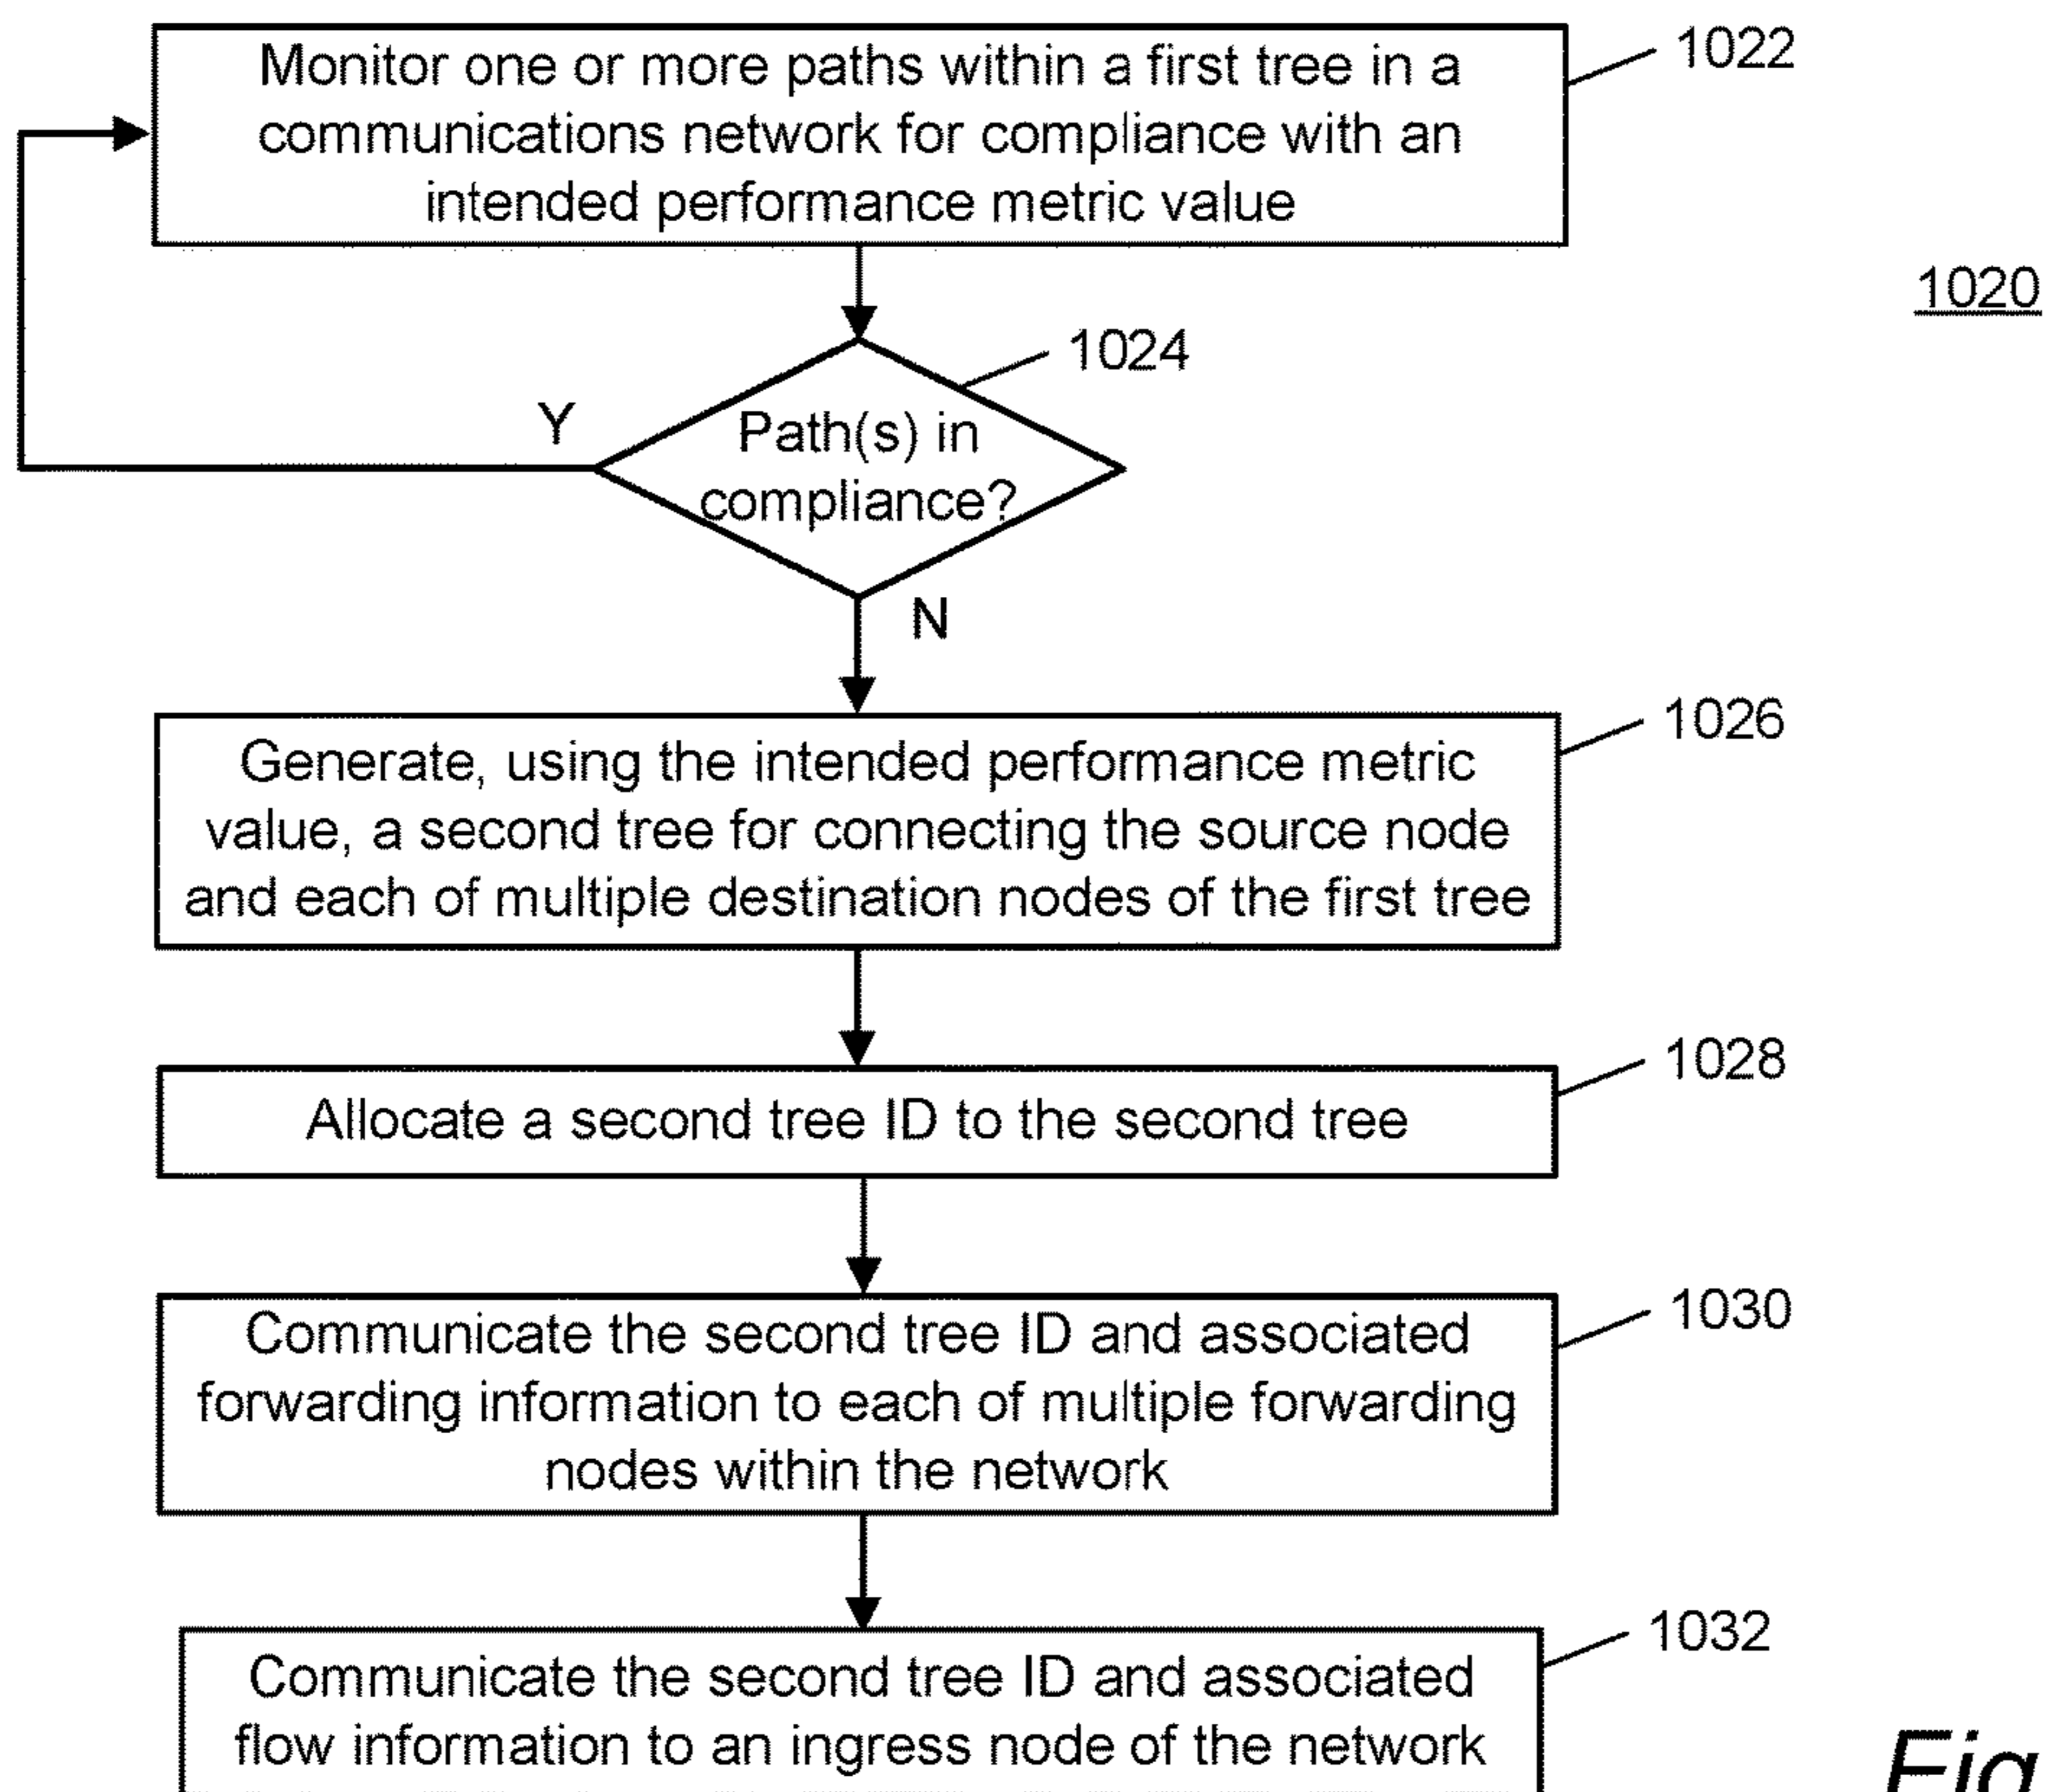 Monitor one or more paths within a first tree in a
communications network for compliance with an
intended performance metric value
1022
1020
1024
Path(s) in
compliance?
Y
N
Generate, using the intended performance metric
value, a second tree for connecting the source node
and each of multiple destination nodes of the first tree
1026
Allocate a second tree ID to the second tree
1028
Communicate the second tree ID and associated
forwarding information to each of multiple forwarding
nodes within the network
1030
Communicate the second tree ID and associated
flow information to an ingress node of the network
1032
Fig